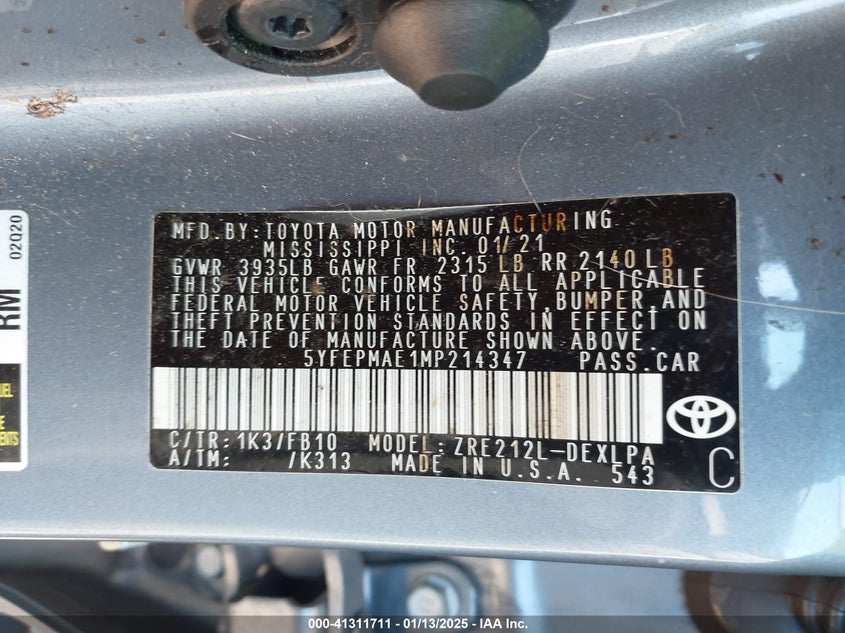 02020
RM
MFD. BY: TOYOTA MOTOR MANUFACTURING
MISSISSIPPI INC. 01/21
GVWR 3935LB GAWR FR 2315 LB RR 2140 LB
THIS VEHICLE CONFORMS TO ALL APPLICABLE
FEDERAL MOTOR VEHICLE SAFETY, BUMPER, AND
THEFT PREVENTION STANDARDS IN EFFECT ON
THE DATE OF MANUFACTURE SHOWN ABOVE.
5YFEPMAE1MP214347 PASS. CAR
C/TR: 1K3/FB10 MODEL: ZRE212L-DEXLPA
A/TM: /K313 MADE IN U.S.A. 543
C
000-41311711 - 01/13/2025 - IAA Inc.